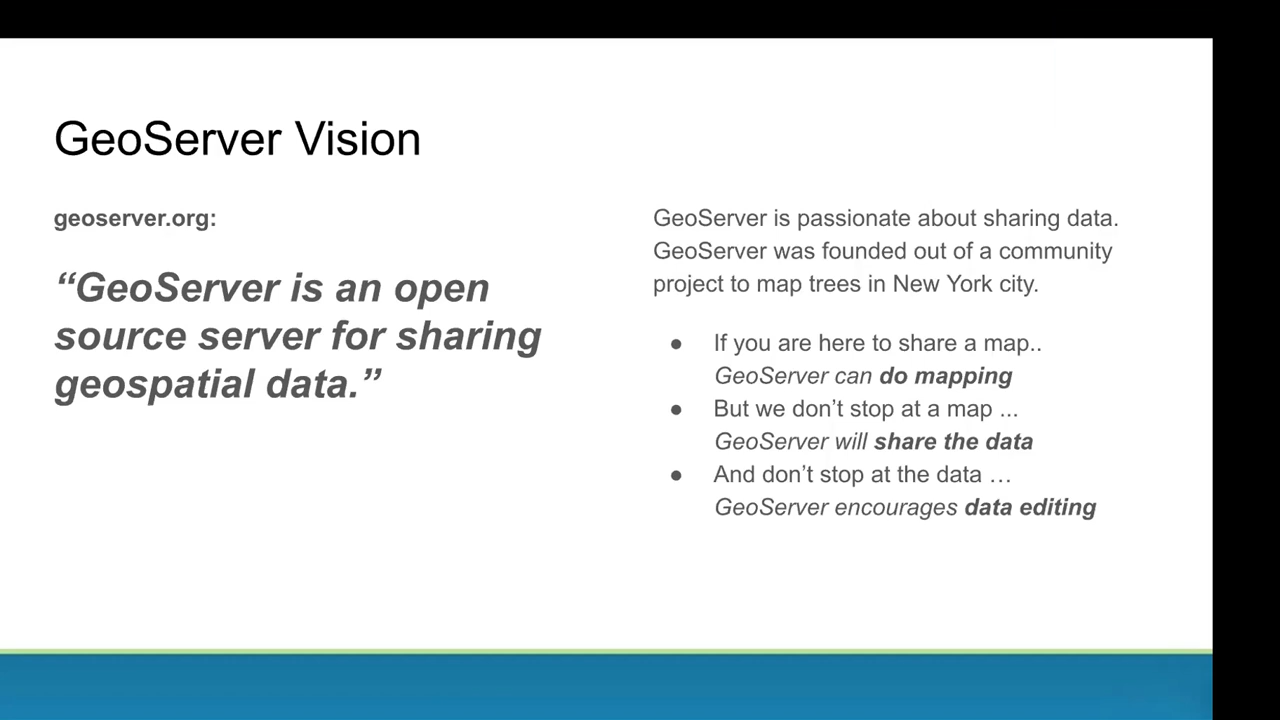 GeoServer Vision
geoserver.org:
“GeoServer is an open
source server for sharing
geospatial data.”
GeoServer is passionate about sharing data.
GeoServer was founded out of a community
project to map trees in New York city.
● If you are here to share a map..
GeoServer can do mapping
● But we don’t stop at a map ...
GeoServer will share the data
● And don’t stop at the data …
GeoServer encourages data editing